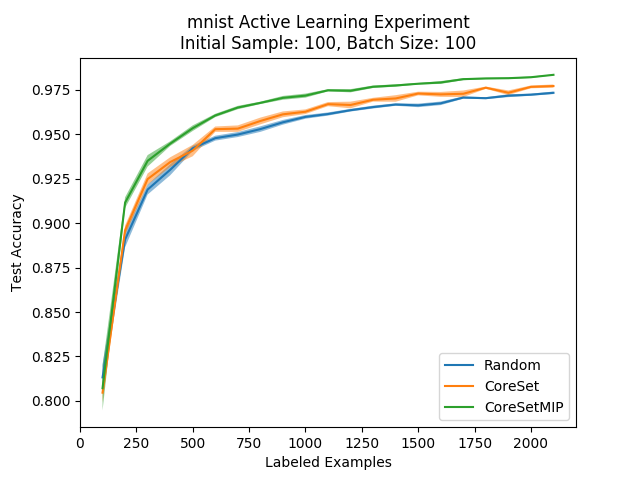 mnist Active Learning Experiment
Initial Sample: 100, Batch Size: 100
Test Accuracy
0.975
0.950
0.925
0.900
0.875
0.850
0.825
0.800
Random
CoreSet
CoreSetMIP
0 250 500 750 1000 1250 1500 1750 2000
Labeled Examples